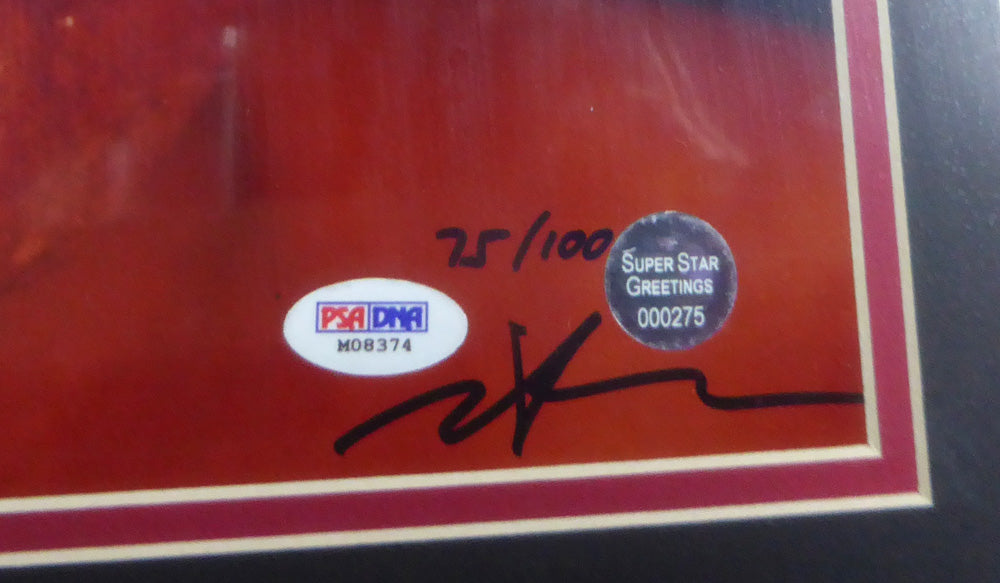 75/100
SUPER STAR
GREETINGS
000275
PSA DNA
M08374